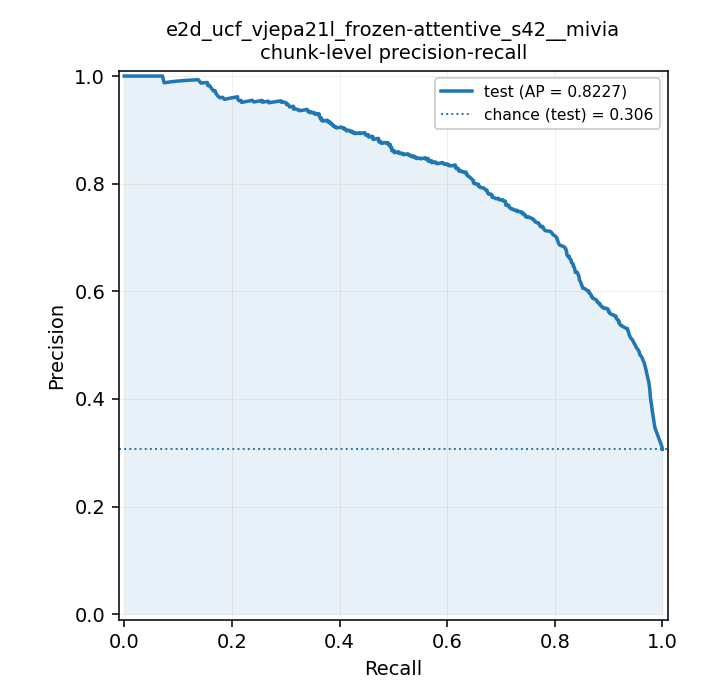 e2d_ucf_vjepa21l_frozen-attentive_s42__mivia
chunk-level precision-recall
test (AP = 0.8227)
chance (test) = 0.306
Precision
1.0
0.8
0.6
0.4
0.2
0.0
0.0 0.2 0.4 0.6 0.8 1.0
Recall